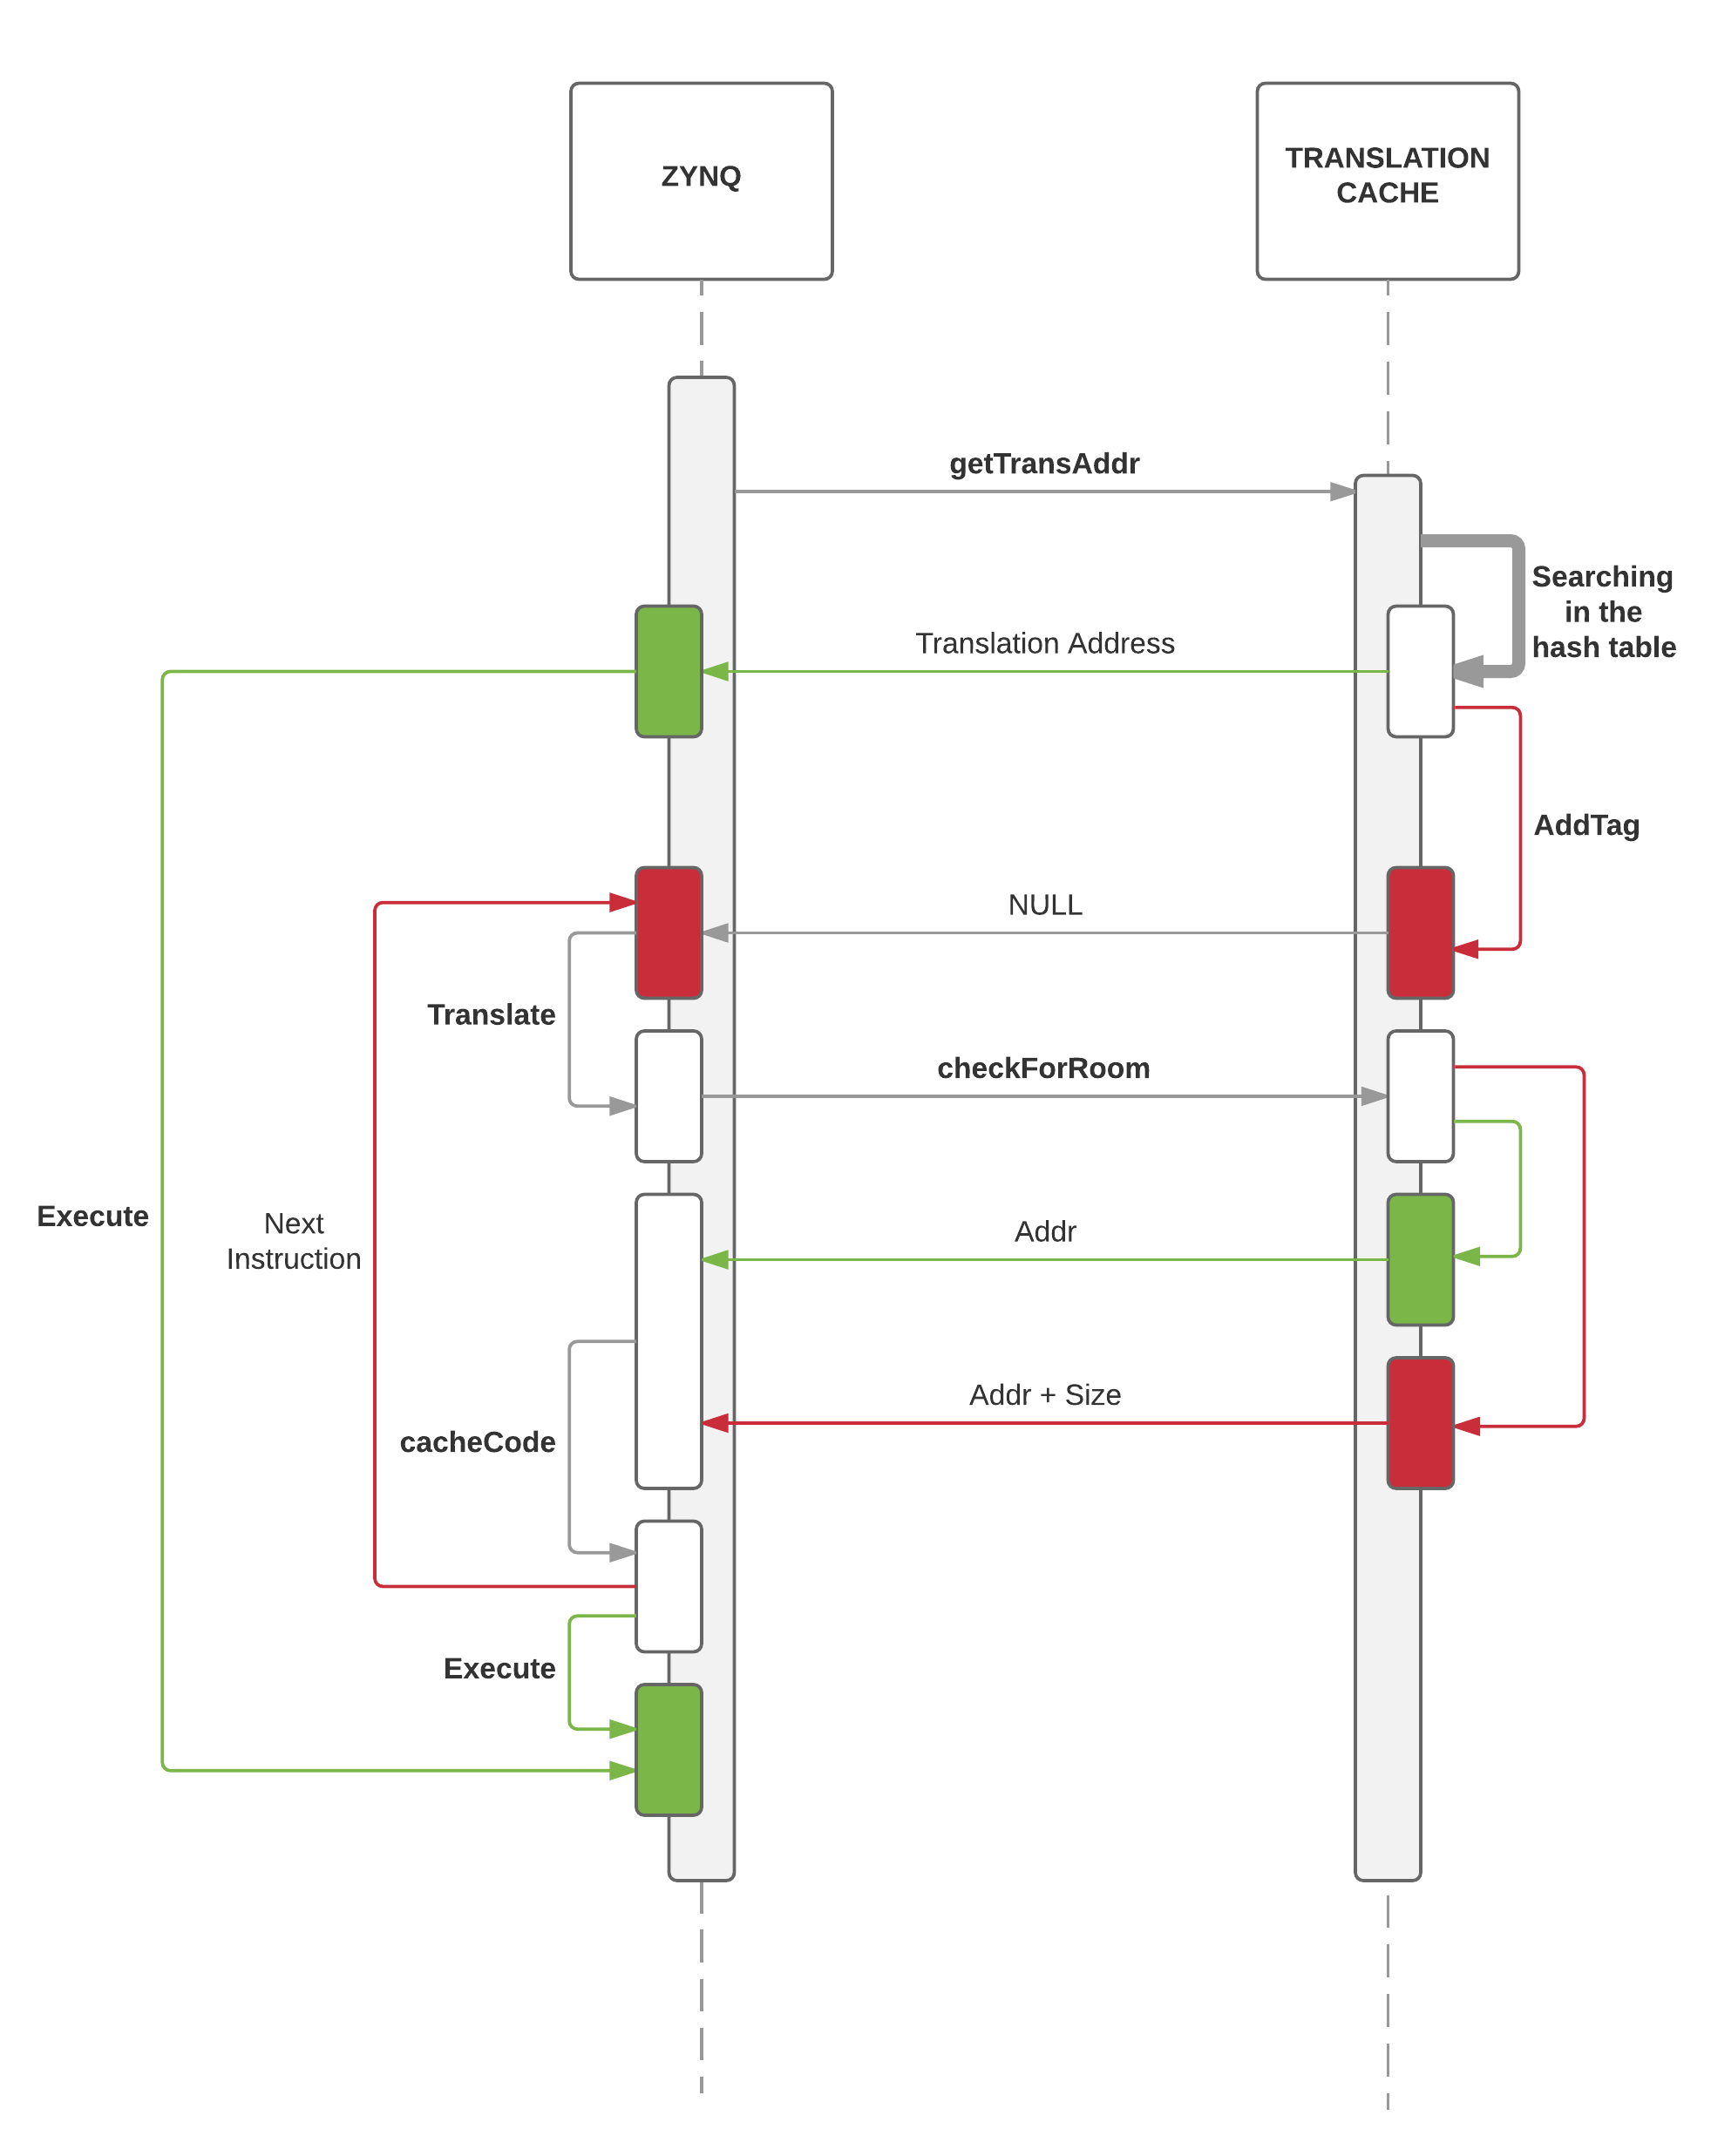 ZYNQ
TRANSLATION
CACHE
getTransAddr
Searching
in the
hash table
Translation Address
AddTag
NULL
Translate
checkForRoom
Execute
Next
Instruction
Addr
Addr + Size
cacheCode
Execute